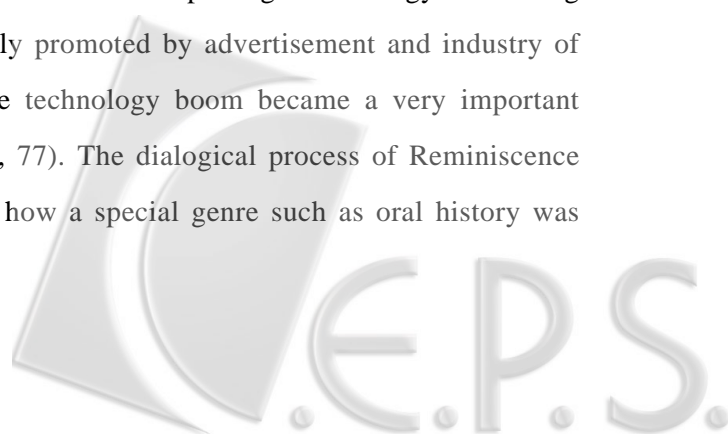 ly promoted by advertisement and industry of
e technology boom became a very important
, 77). The dialogical process of Reminiscence
how a special genre such as oral history was
C.E.P.S.